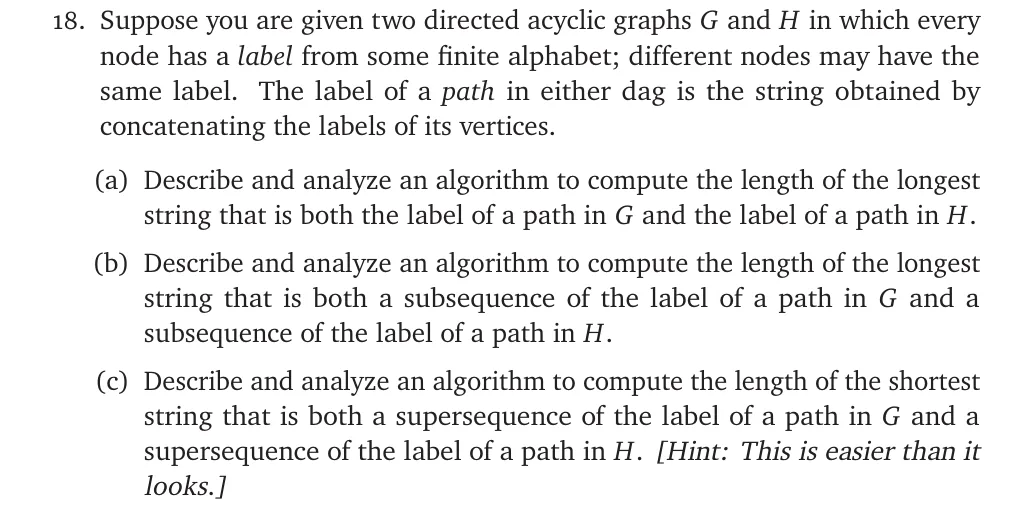 18. Suppose you are given two directed acyclic graphs G and H in which every
node has a label from some finite alphabet; different nodes may have the
same label. The label of a path in either dag is the string obtained by
concatenating the labels of its vertices.
(a) Describe and analyze an algorithm to compute the length of the longest
string that is both the label of a path in G and the label of a path in H.
(b) Describe and analyze an algorithm to compute the length of the longest
string that is both a subsequence of the label of a path in G and a
subsequence of the label of a path in H.
(c) Describe and analyze an algorithm to compute the length of the shortest
string that is both a supersequence of the label of a path in G and a
supersequence of the label of a path in H. [Hint: This is easier than it
looks.]